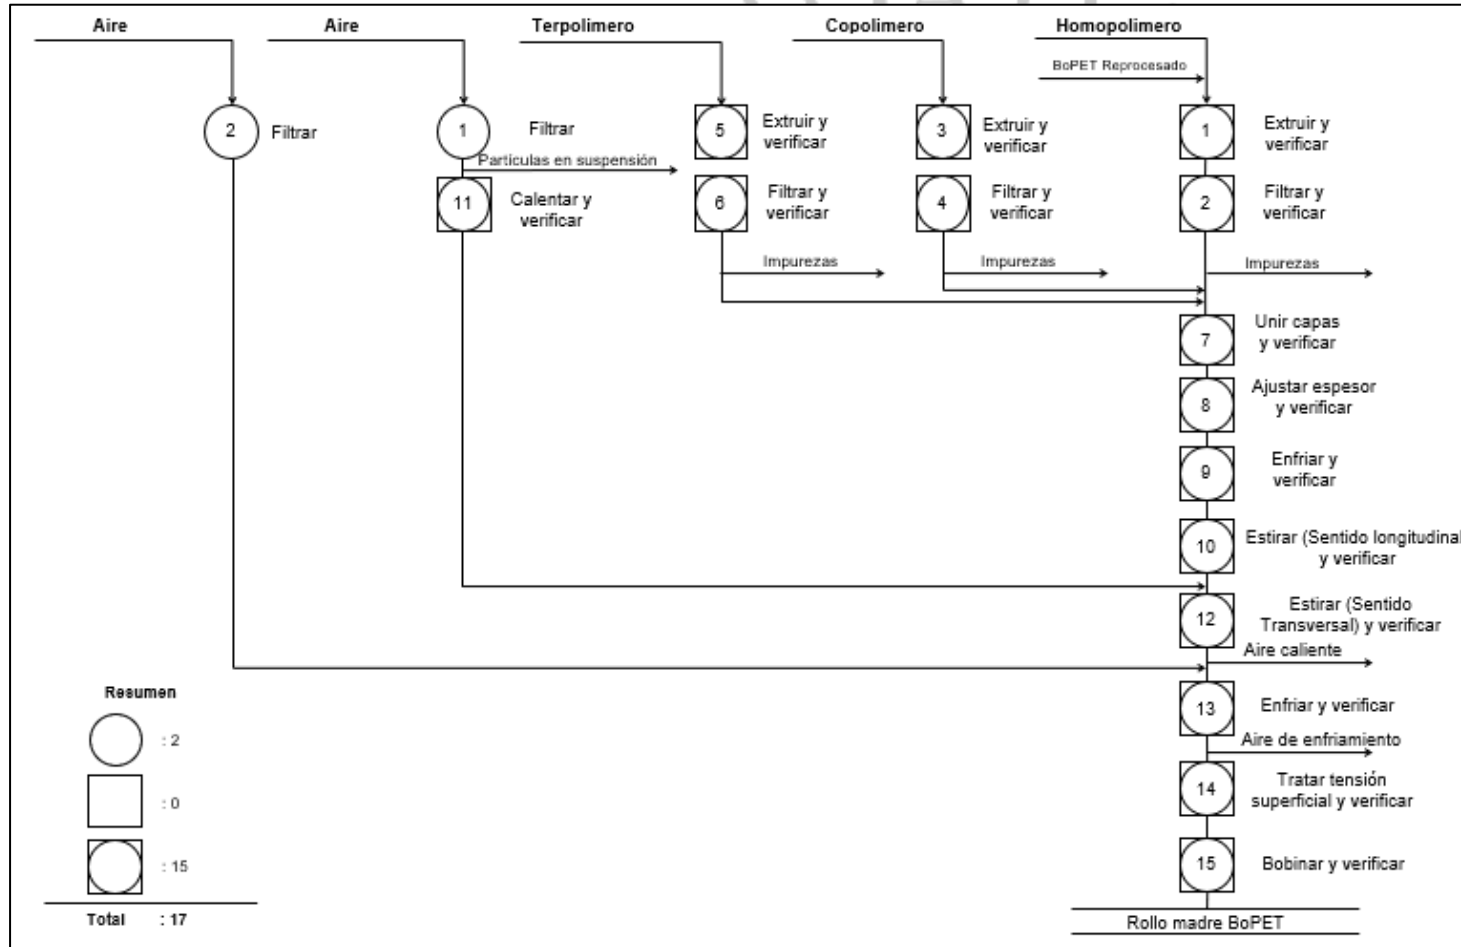 Aire
Aire
Terpolimero
Copolimero
Homopolimero
BoPET Reprocesado
2
Filtrar
1
Filtrar
5
Extruir y
verificar
3
Extruir y
verificar
1
Extruir y
verificar
Partículas en suspensión
11
Calentar y
verificar
6
Filtrar y
verificar
4
Filtrar y
verificar
2
Filtrar y
verificar
Impurezas
Impurezas
Impurezas
7
Unir capas
y verificar
8
Ajustar espesor
y verificar
9
Enfriar y
verificar
10
Estirar (Sentido longitudinal
y verificar
12
Estirar (Sentido
Transversal) y verificar
Aire caliente
13
Enfriar y verificar
Aire de enfriamiento
14
Tratar tensión
superficial y verificar
15
Bobinar y verificar
Rollo madre BoPET
Resumen
: 2
: 0
: 15
Total : 17